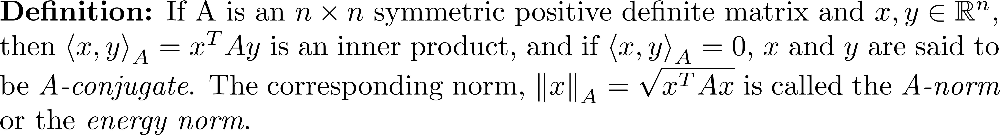 Definition: If A is an $n \times n$ symmetric positive definite matrix and $x, y \in \mathbb{R}^n$,
then $\langle x, y \rangle_A = x^T Ay$ is an inner product, and if $\langle x, y \rangle_A = 0$, $x$ and $y$ are said to
be A-conjugate. The corresponding norm, $\|x\|_A = \sqrt{x^T Ax}$ is called the A-norm
or the energy norm.